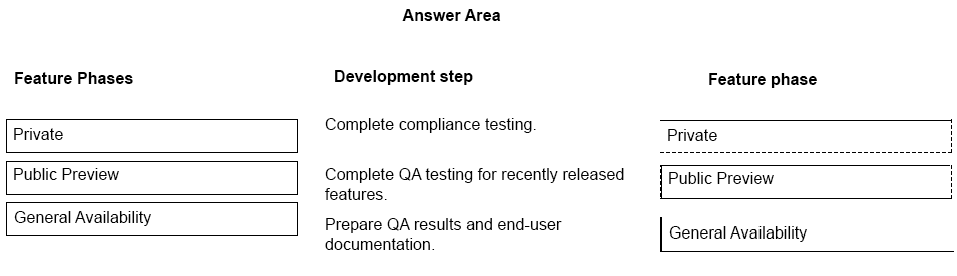 Answer Area
Feature Phases
Development step
Feature phase
Private
Complete compliance testing.
Private
Public Preview
Complete QA testing for recently released
features.
Public Preview
General Availability
Prepare QA results and end-user
documentation.
General Availability